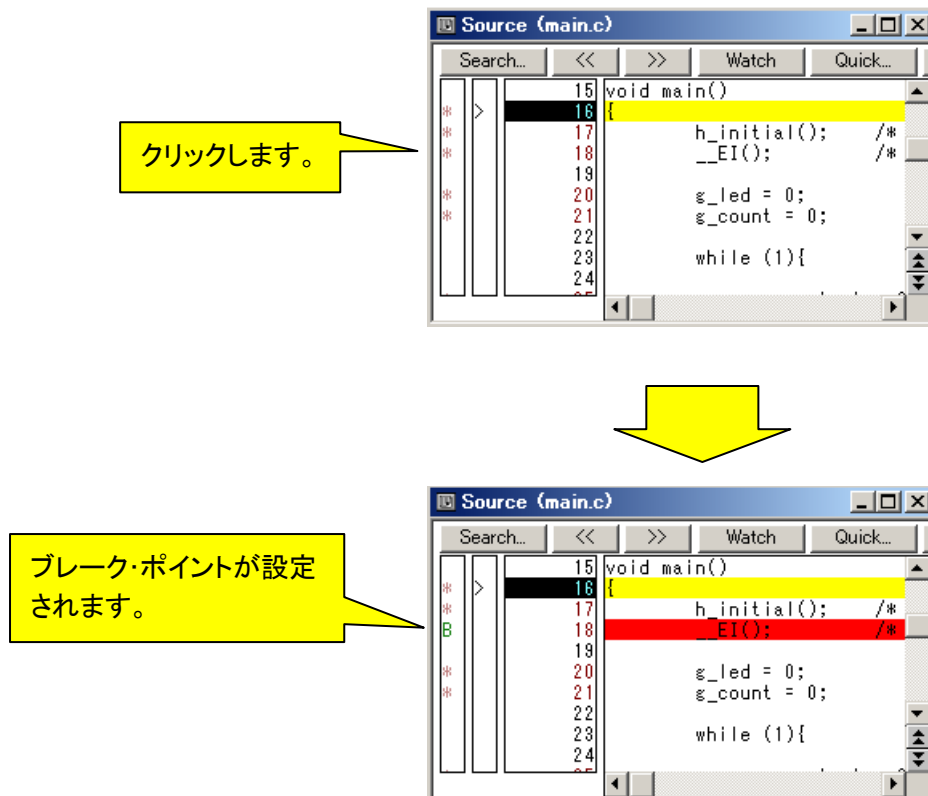 Source (main.c)
Search... << >> Watch Quick...
15 void main()
* > 16 {
* 17 h_initial(); /*
* 18 __EI(); /*
19
* 20 g_led = 0;
* 21 g_count = 0;
22
23 while (1){
24
クリックします。
Source (main.c)
Search... << >> Watch Quick...
15 void main()
* > 16 {
* 17 h_initial(); /*
B 18 __EI(); /*
19
* 20 g_led = 0;
* 21 g_count = 0;
22
23 while (1){
24
ブレーク・ポイントが設定
されます。